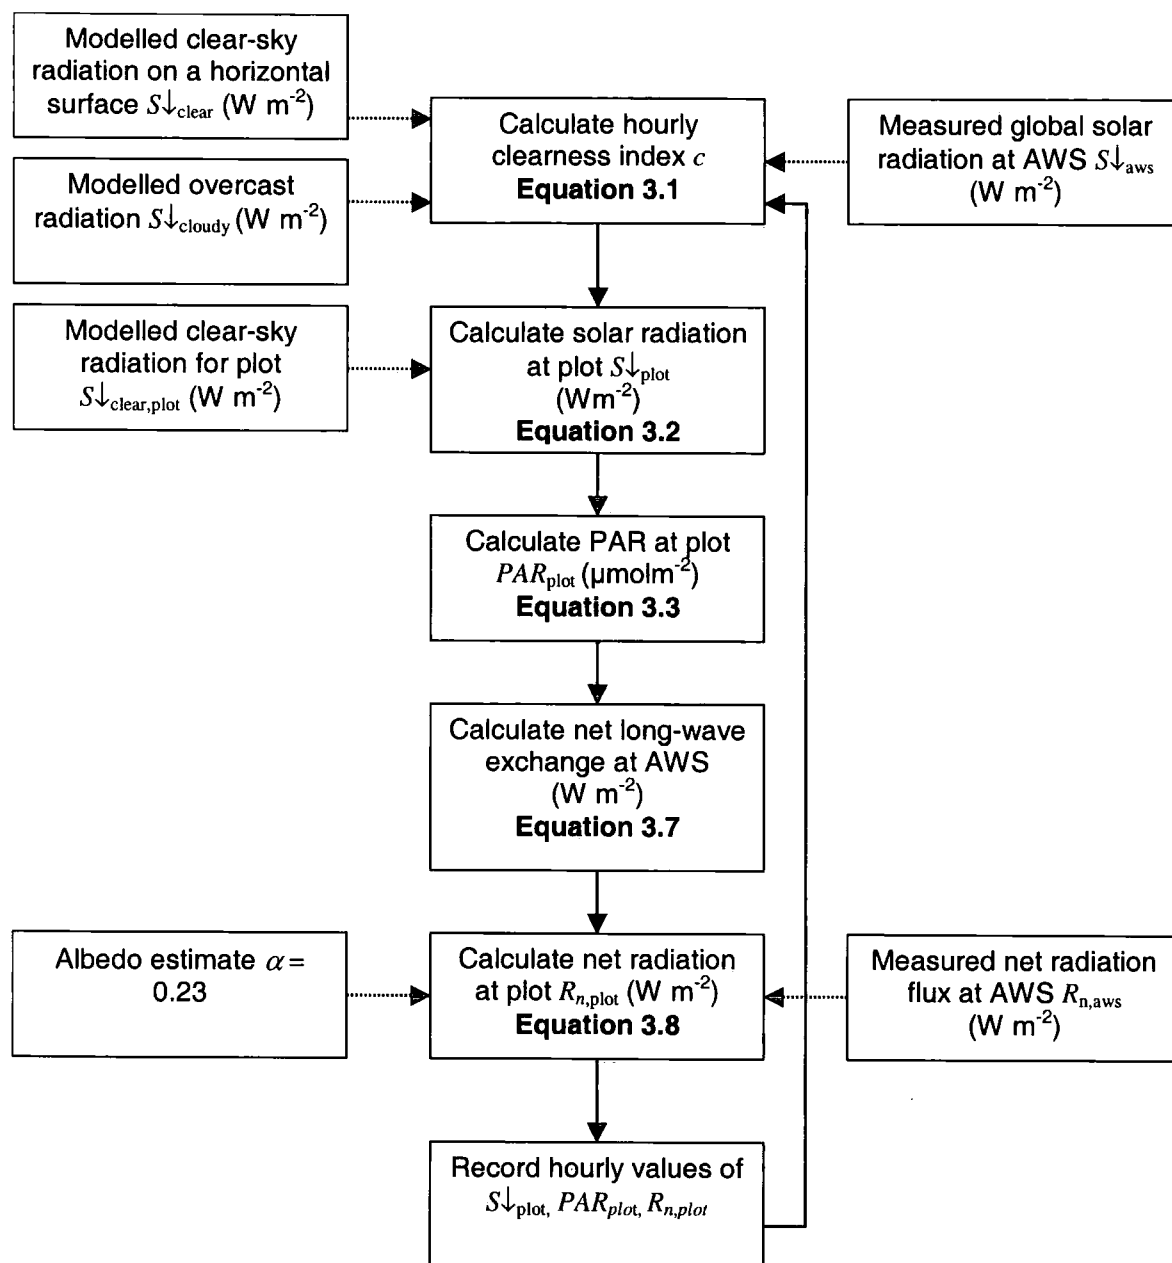 Modelled clear-sky
radiation on a horizontal
surface S↓clear (W m-2)
Calculate hourly
clearness index c
Equation 3.1
Measured global solar
radiation at AWS S↓aws
(W m-2)
Modelled overcast
radiation S↓cloudy (W m-2)
Modelled clear-sky
radiation for plot
S↓clear,plot (W m-2)
Calculate solar radiation
at plot S↓plot
(Wm-2)
Equation 3.2
Calculate PAR at plot
PARplot (µmolm-2)
Equation 3.3
Calculate net long-wave
exchange at AWS
(W m-2)
Equation 3.7
Albedo estimate α =
0.23
Calculate net radiation
at plot Rn,plot (W m-2)
Equation 3.8
Measured net radiation
flux at AWS Rn,aws
(W m-2)
Record hourly values of
S↓plot, PARplot, Rn,plot